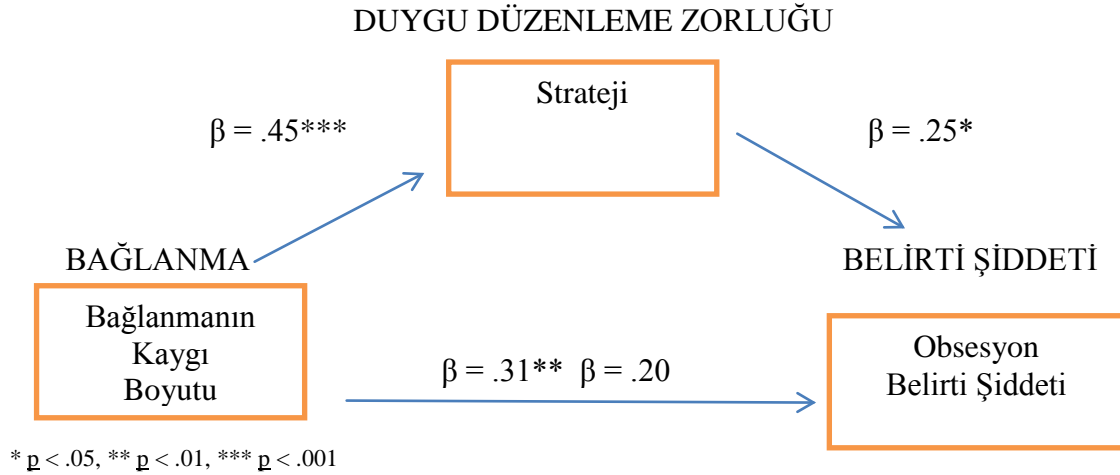 DUYGU DÜZENLEME ZORLUĞU
Strateji
β = .45***
β = .25*
BAĞLANMA
BELİRTİ ŞİDDETİ
Bağlanmanın
Kaygı
Boyutu
β = .31** β = .20
Obsesyon
Belirti Şiddeti
* p < .05, ** p < .01, *** p < .001